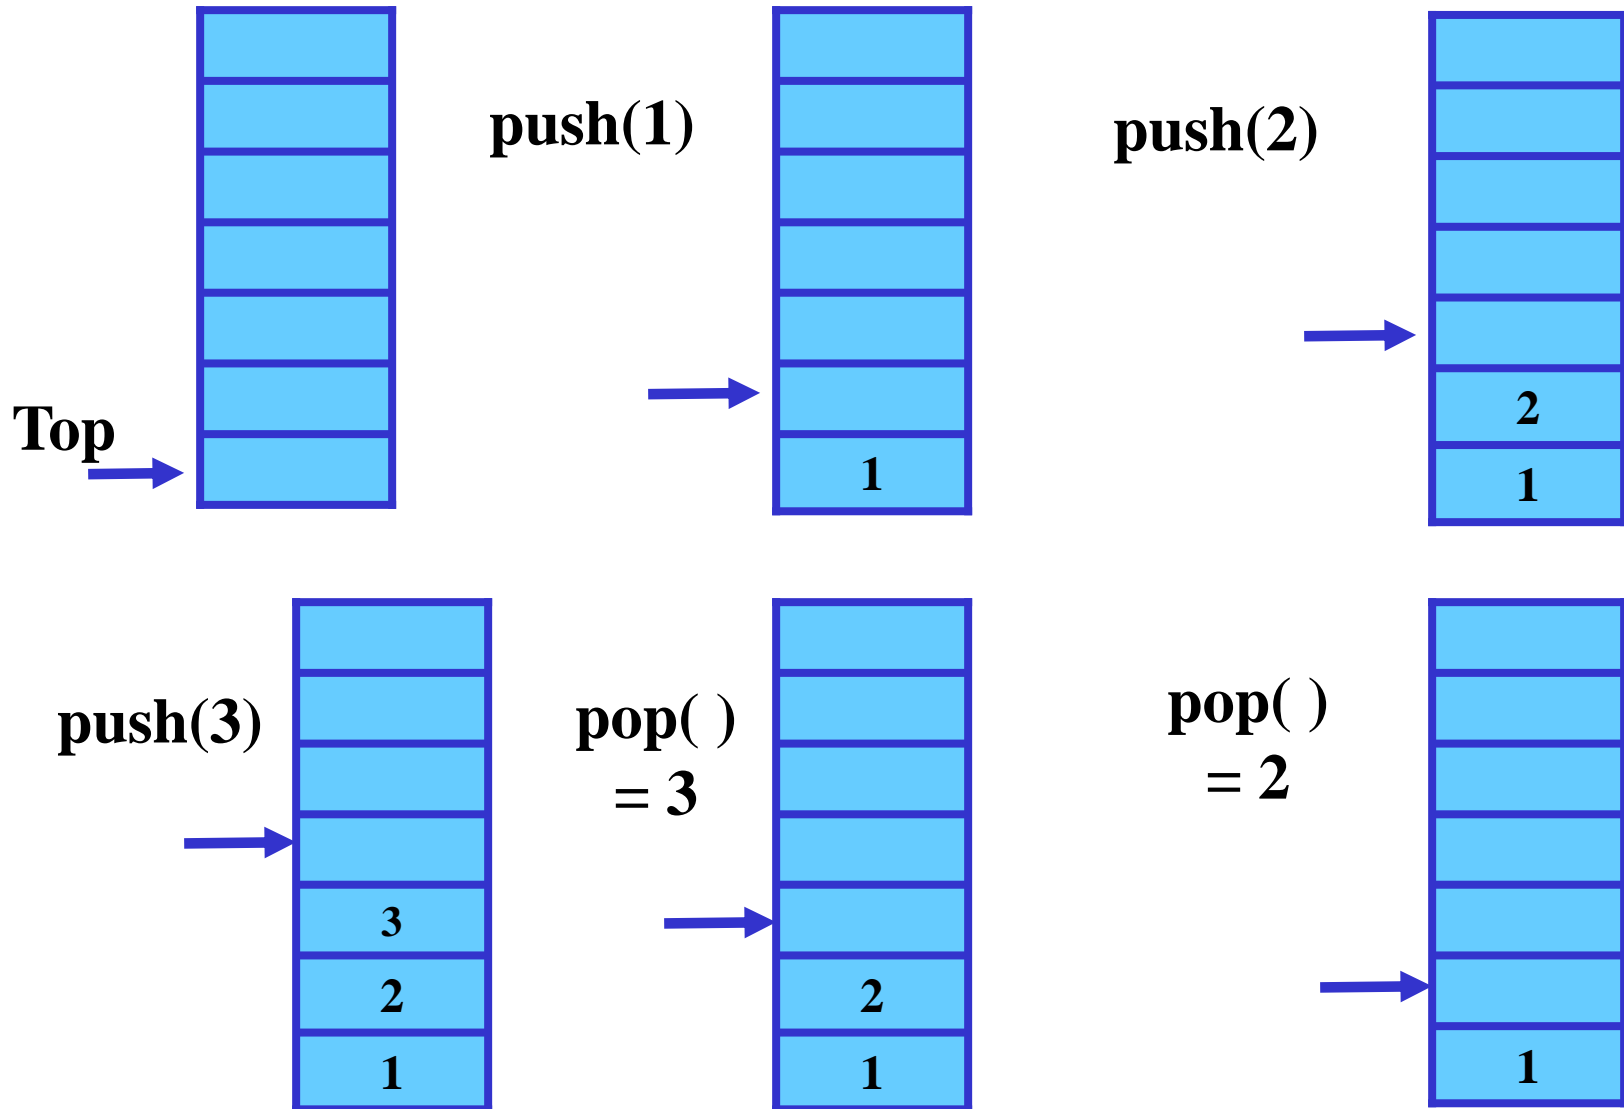 push(1)
push(2)
Top
2
1
1
push(3)
pop( )
= 3
pop( )
= 2
3
2
1
2
1
1